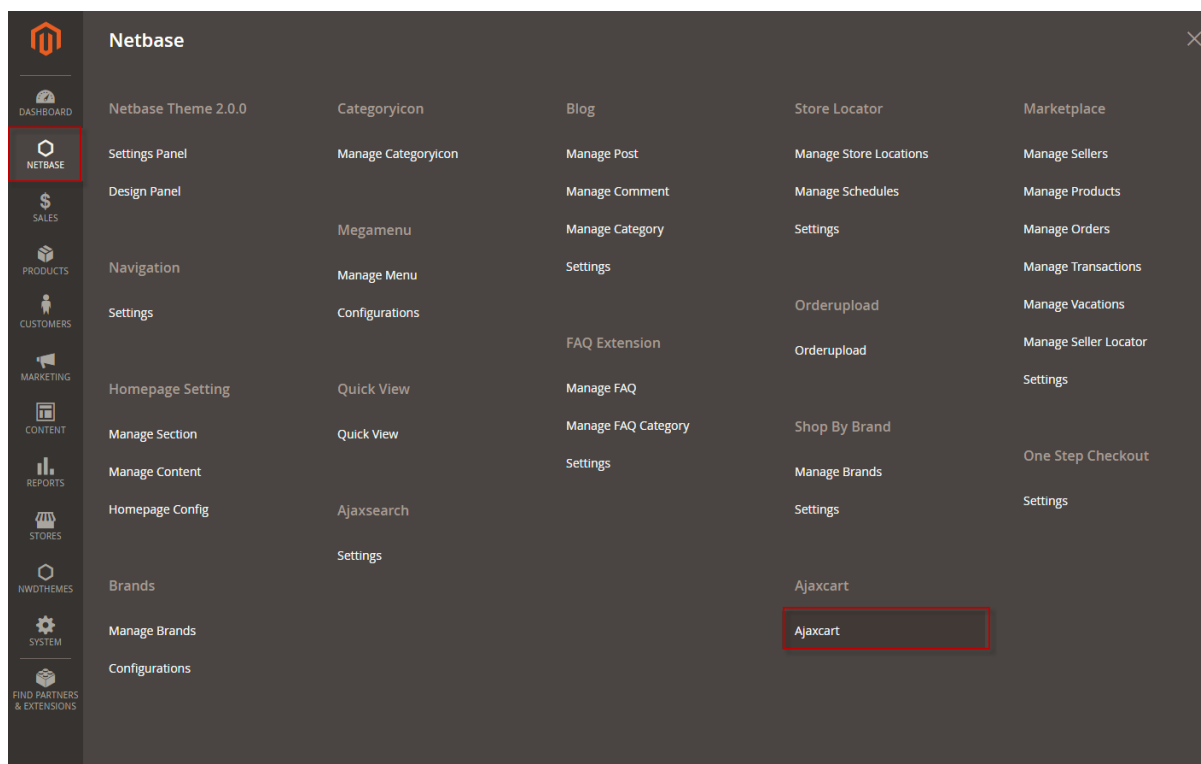 Netbase
DASHBOARD
NETBASE
SALES
PRODUCTS
CUSTOMERS
MARKETING
CONTENT
REPORTS
STORES
NWDTHEMES
SYSTEM
FIND PARTNERS
& EXTENSIONS
Netbase Theme 2.0.0
Settings Panel
Design Panel
Navigation
Settings
Homepage Setting
Manage Section
Manage Content
Homepage Config
Brands
Manage Brands
Configurations
Categoryicon
Manage Categoryicon
Megamenu
Manage Menu
Configurations
Quick View
Quick View
Ajaxsearch
Settings
Blog
Manage Post
Manage Comment
Manage Category
Settings
FAQ Extension
Manage FAQ
Manage FAQ Category
Settings
Store Locator
Manage Store Locations
Manage Schedules
Settings
Orderupload
Orderupload
Shop By Brand
Manage Brands
Settings
Ajaxcart
Ajaxcart
Marketplace
Manage Sellers
Manage Products
Manage Orders
Manage Transactions
Manage Vacations
Manage Seller Locator
Settings
One Step Checkout
Settings